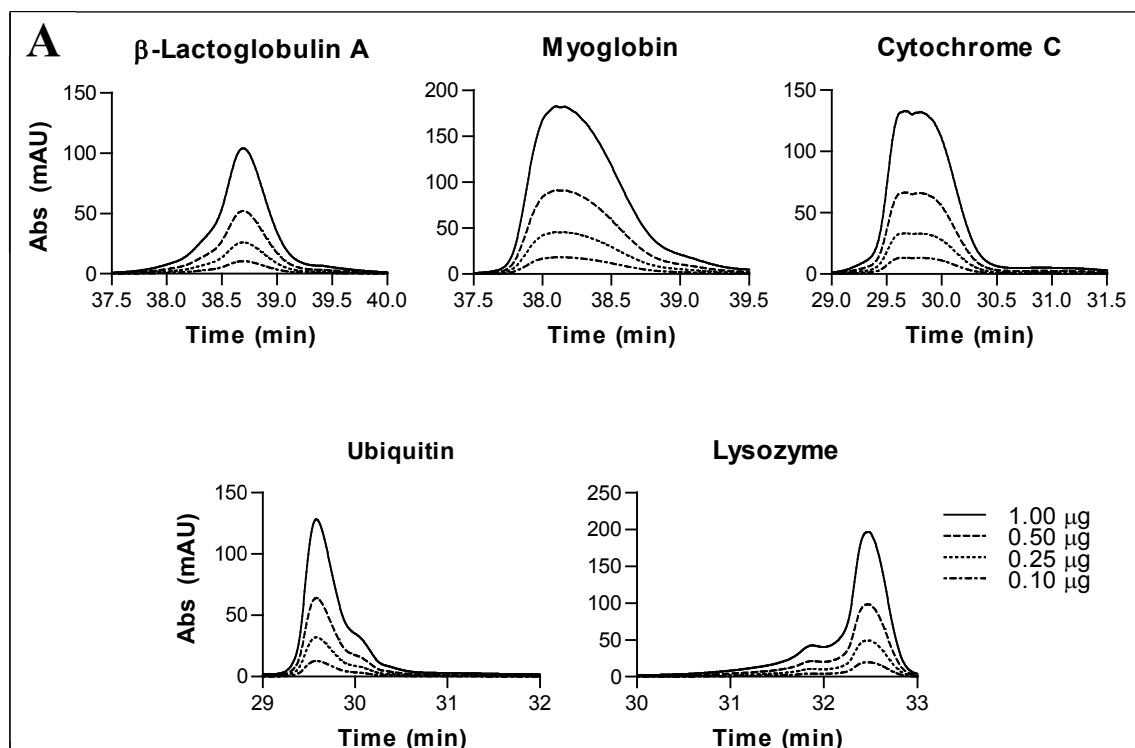 A
β-Lactoglobulin A
Myoglobin
Cytochrome C
150
100
50
0
Abs (mAU)
37.5 38.0 38.5 39.0 39.5 40.0
Time (min)
200
150
100
50
0
37.5 38.0 38.5 39.0 39.5
Time (min)
150
100
50
0
29.0 29.5 30.0 30.5 31.0 31.5
Time (min)
Ubiquitin
Lysozyme
150
100
50
0
Abs (mAU)
29 30 31 32
Time (min)
250
200
150
100
50
0
30 31 32 33
Time (min)
1.00 μg
0.50 μg
0.25 μg
0.10 μg